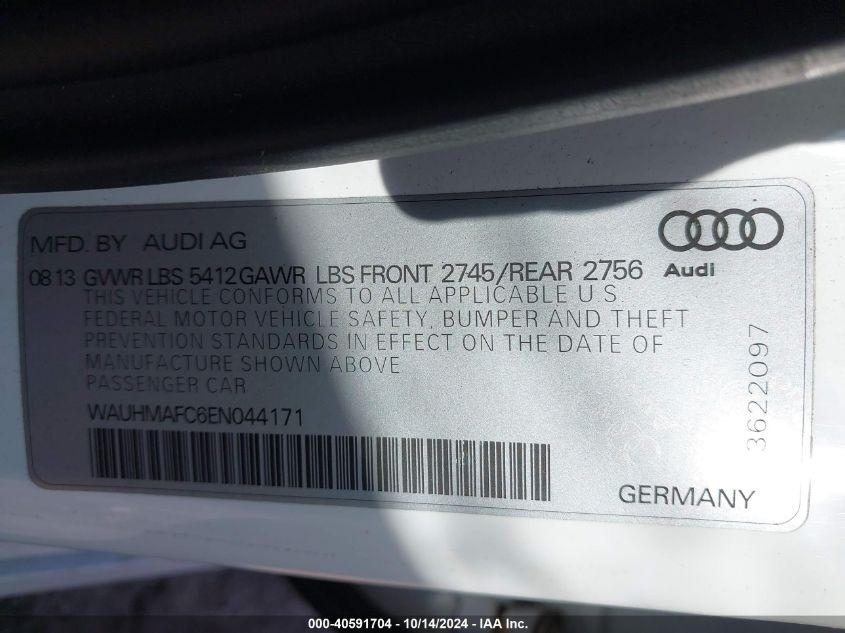 MFD. BY AUDI AG
08.13 GVWR LBS 5412 GAWR LBS FRONT 2745/REAR 2756
Audi
THIS VEHICLE CONFORMS TO ALL APPLICABLE U.S.
FEDERAL MOTOR VEHICLE SAFETY, BUMPER AND THEFT
PREVENTION STANDARDS IN EFFECT ON THE DATE OF
MANUFACTURE SHOWN ABOVE
PASSENGER CAR
WAUHMAFC6EN044171
3622097
GERMANY
000-40591704 - 10/14/2024 - IAAI.COM.